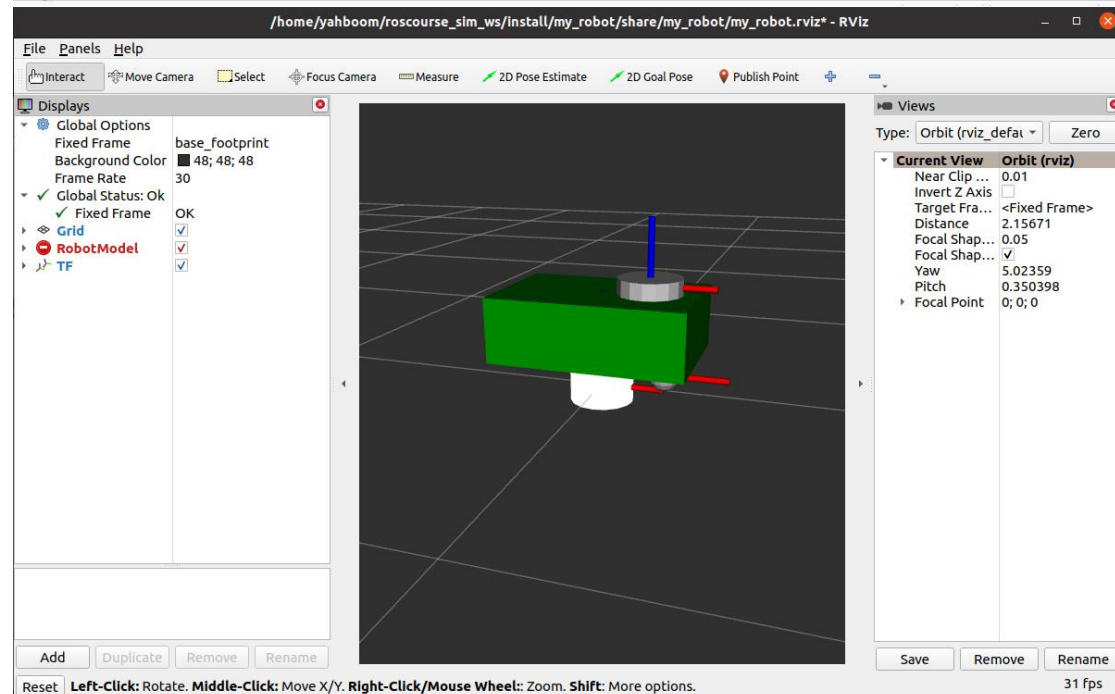 /home/yahboom/roscourse_sim_ws/install/my_robot/share/my_robot/my_robot.rviz* - RViz
File Panels Help
Interact Move Camera Select Focus Camera Measure 2D Pose Estimate 2D Goal Pose Publish Point
Displays
Global Options
Fixed Frame base_footprint
Background Color 48; 48; 48
Frame Rate 30
Global Status: Ok
Fixed Frame OK
Grid
RobotModel
TF
Add Duplicate Remove Rename
Views
Type: Orbit (rviz_defau Zero
Current View Orbit (rviz)
Near Clip ... 0.01
Invert Z Axis
Target Fra... <Fixed Frame>
Distance 2.15671
Focal Shap... 0.05
Focal Shap...
Yaw 5.02359
Pitch 0.350398
Focal Point 0; 0; 0
Save Remove Rename
Reset Left-Click: Rotate. Middle-Click: Move X/Y. Right-Click/Mouse Wheel:: Zoom. Shift: More options. 31 fps